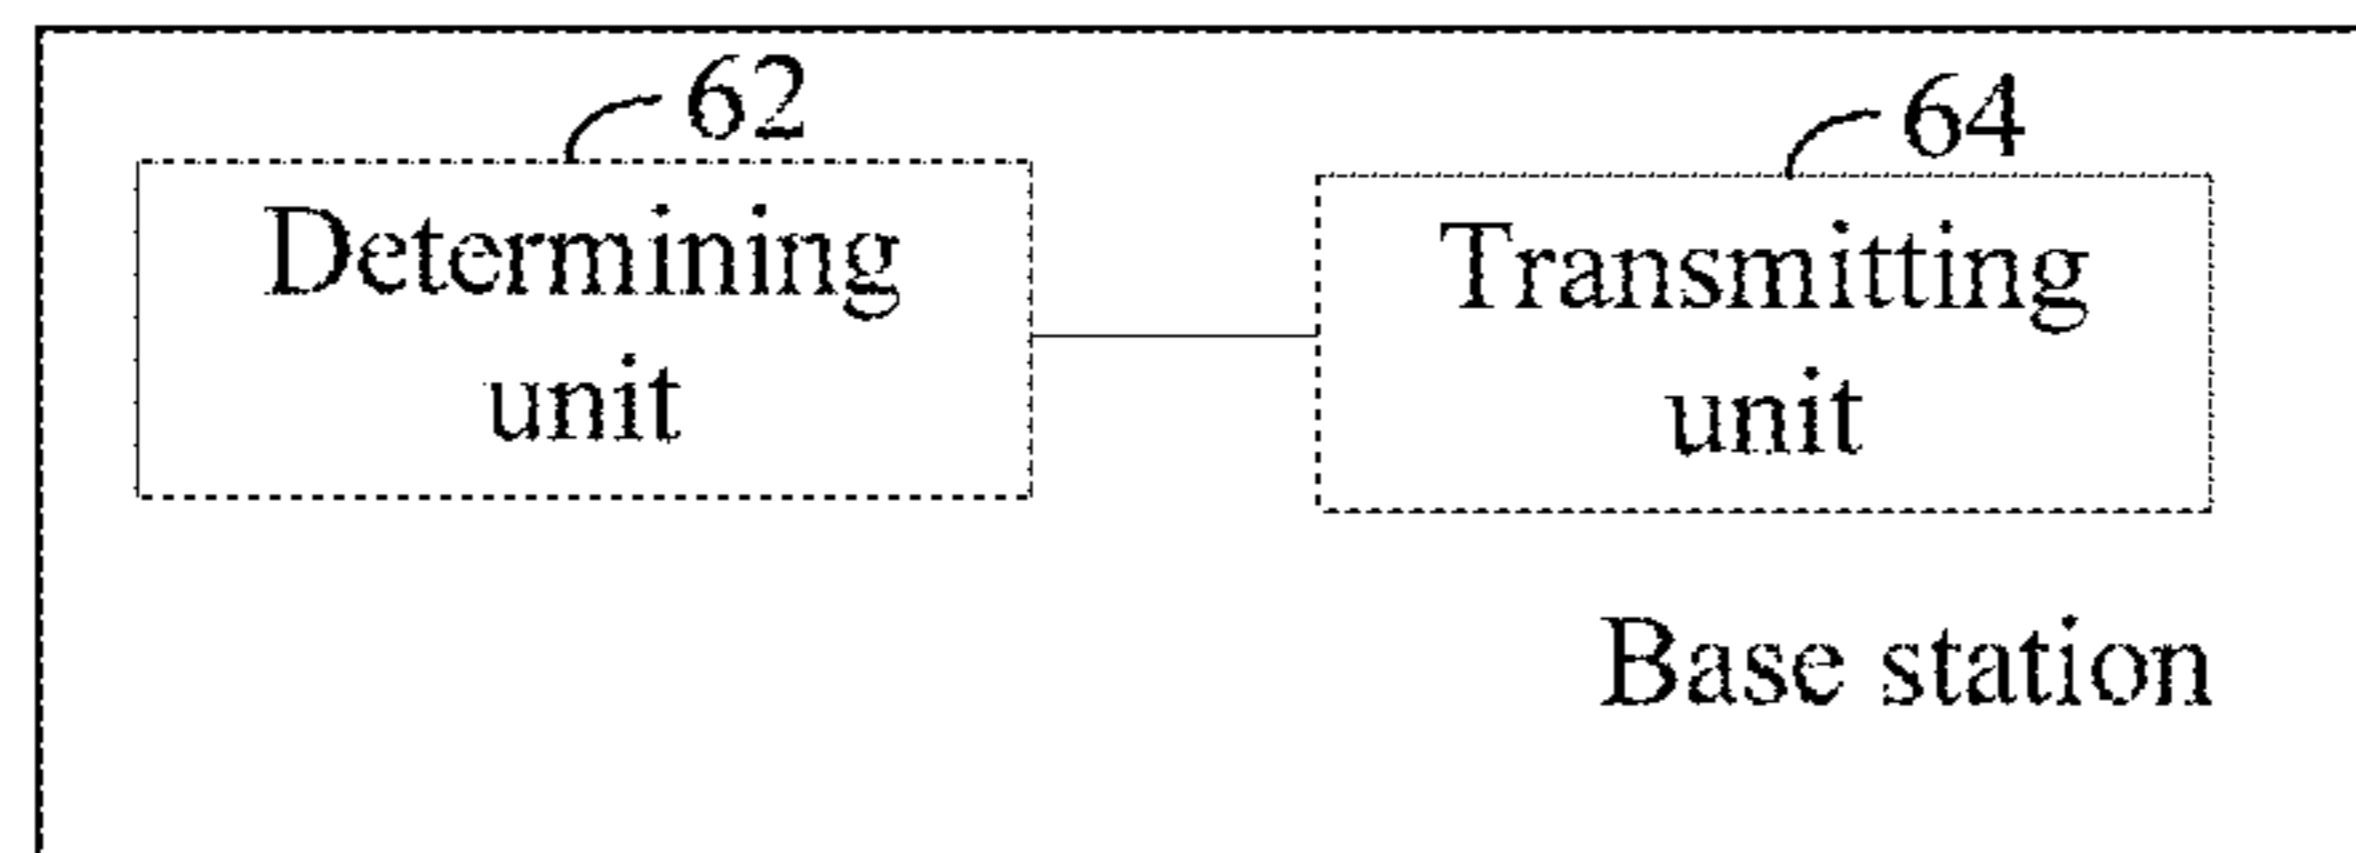 62
64
Determining
unit
Transmitting
unit
Base station